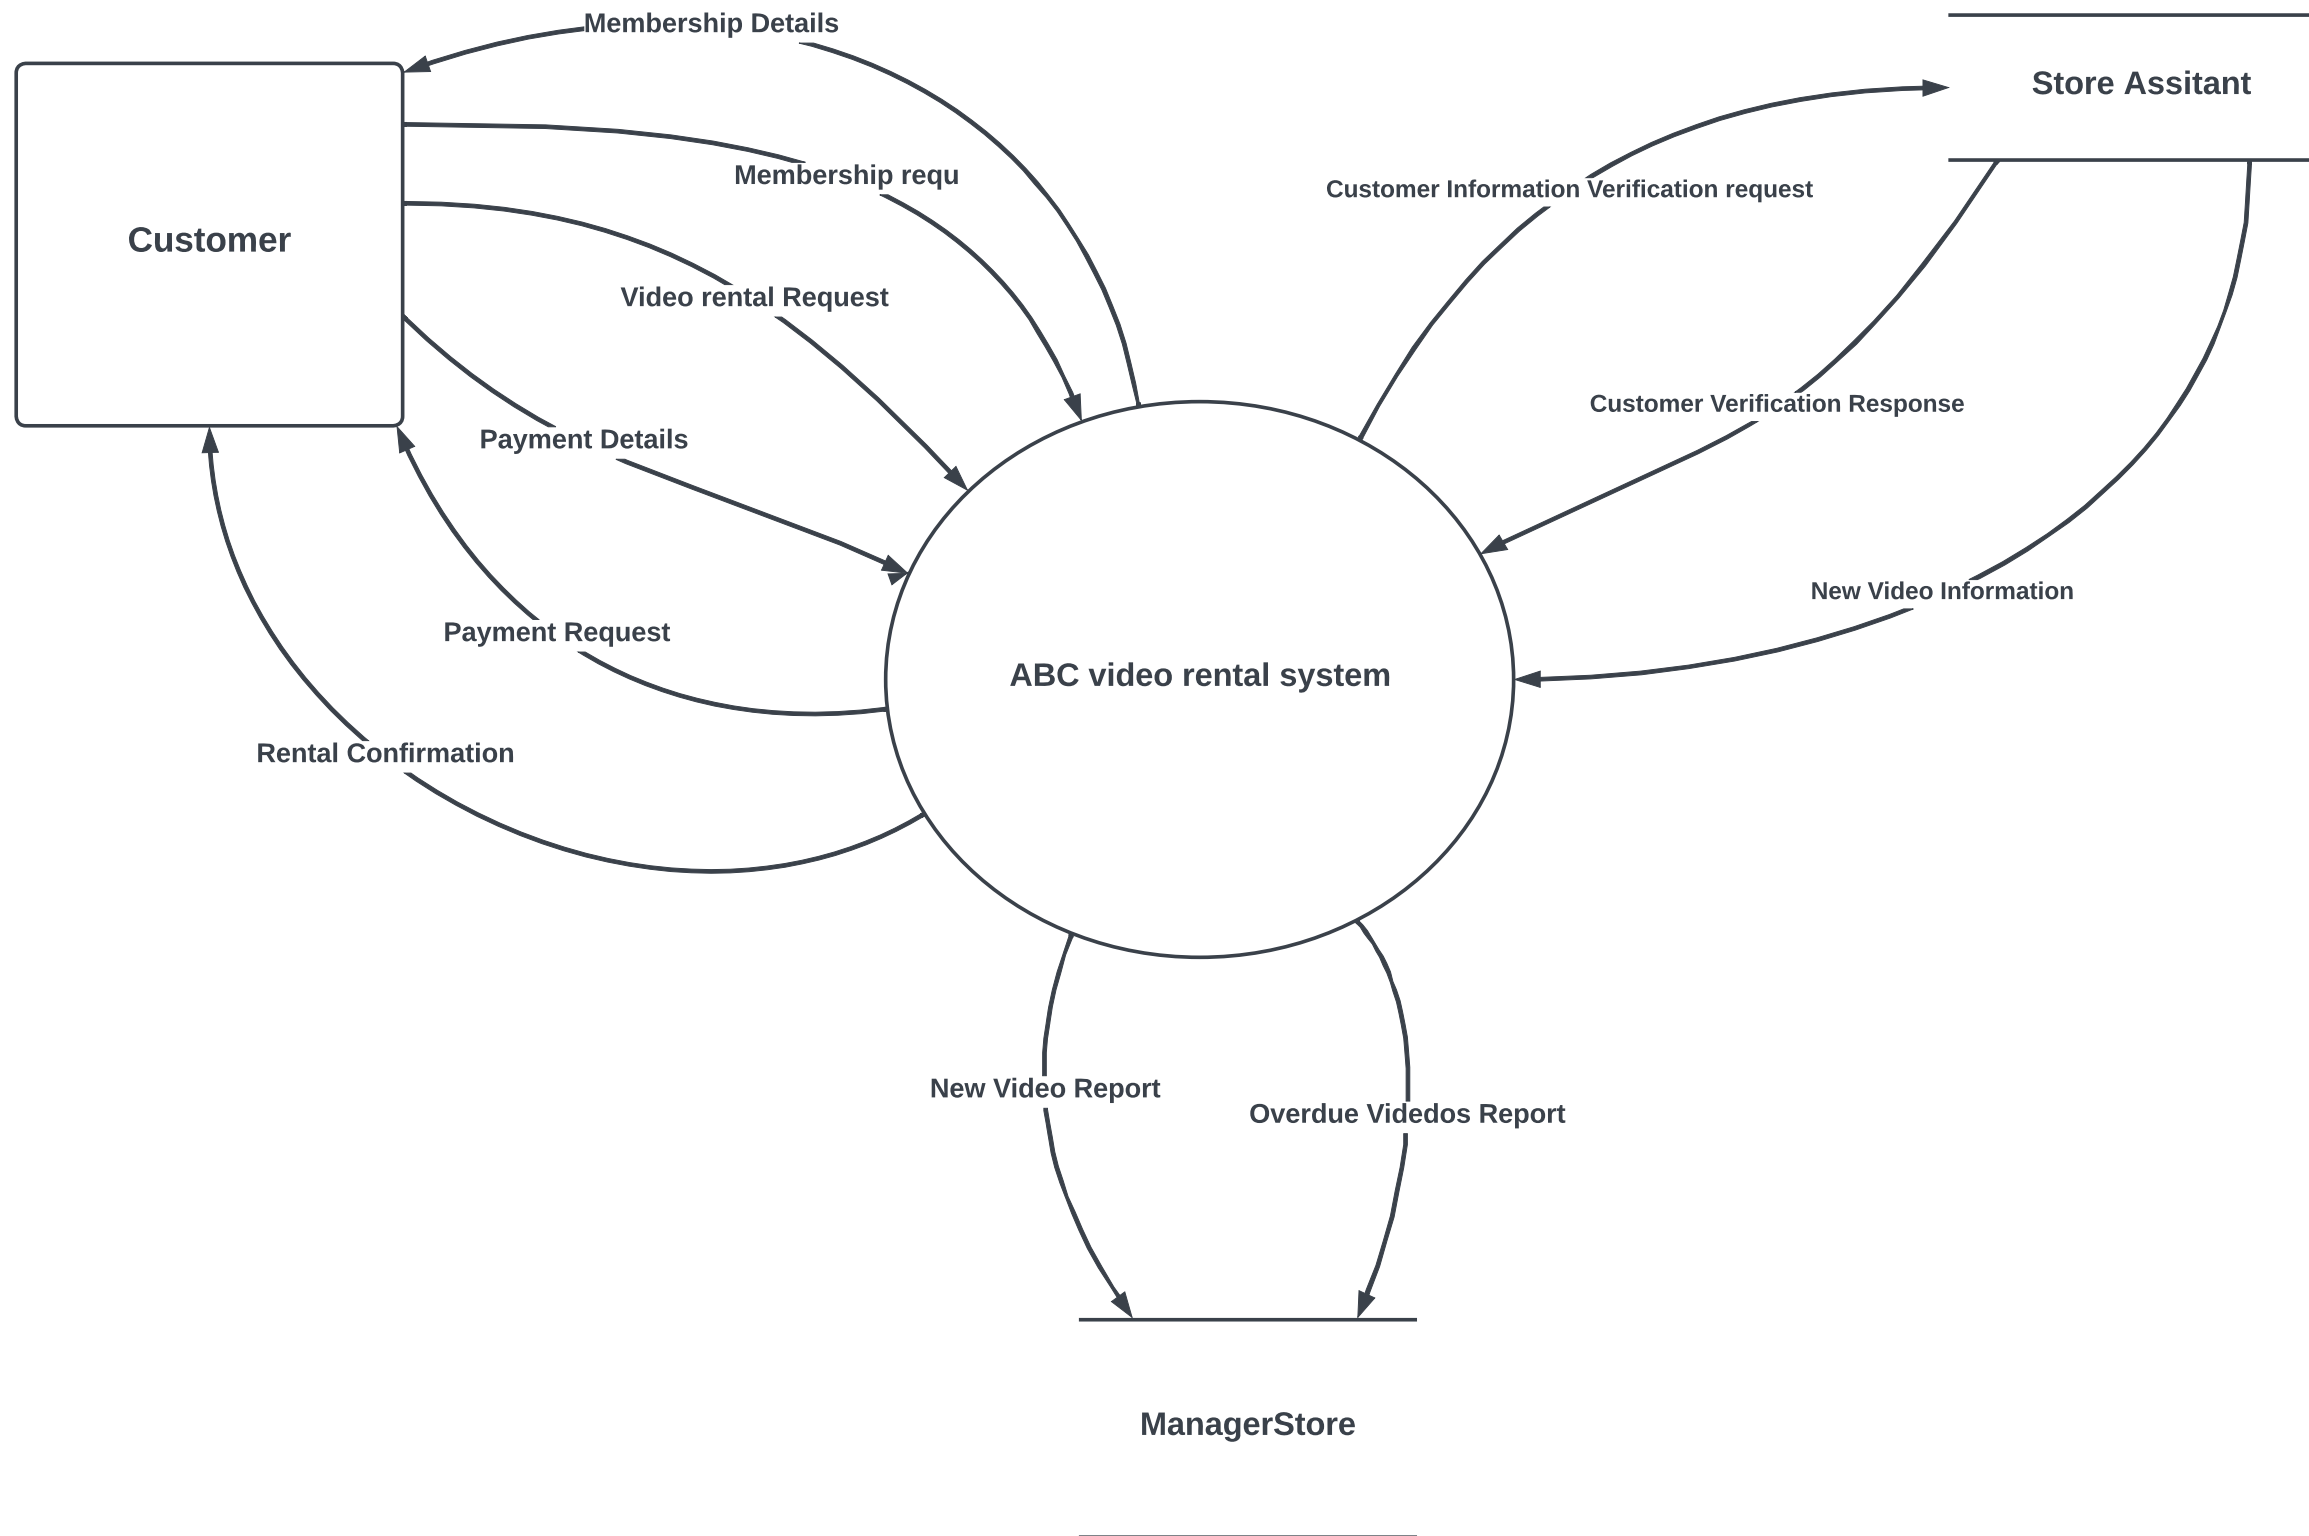 Membership Details
Store Assitant
Membership requ
Customer Information Verification request
Customer
Video rental Request
Customer Verification Response
Payment Details
New Video Information
Payment Request
ABC video rental system
Rental Confirmation
New Video Report
Overdue Videdos Report
ManagerStore